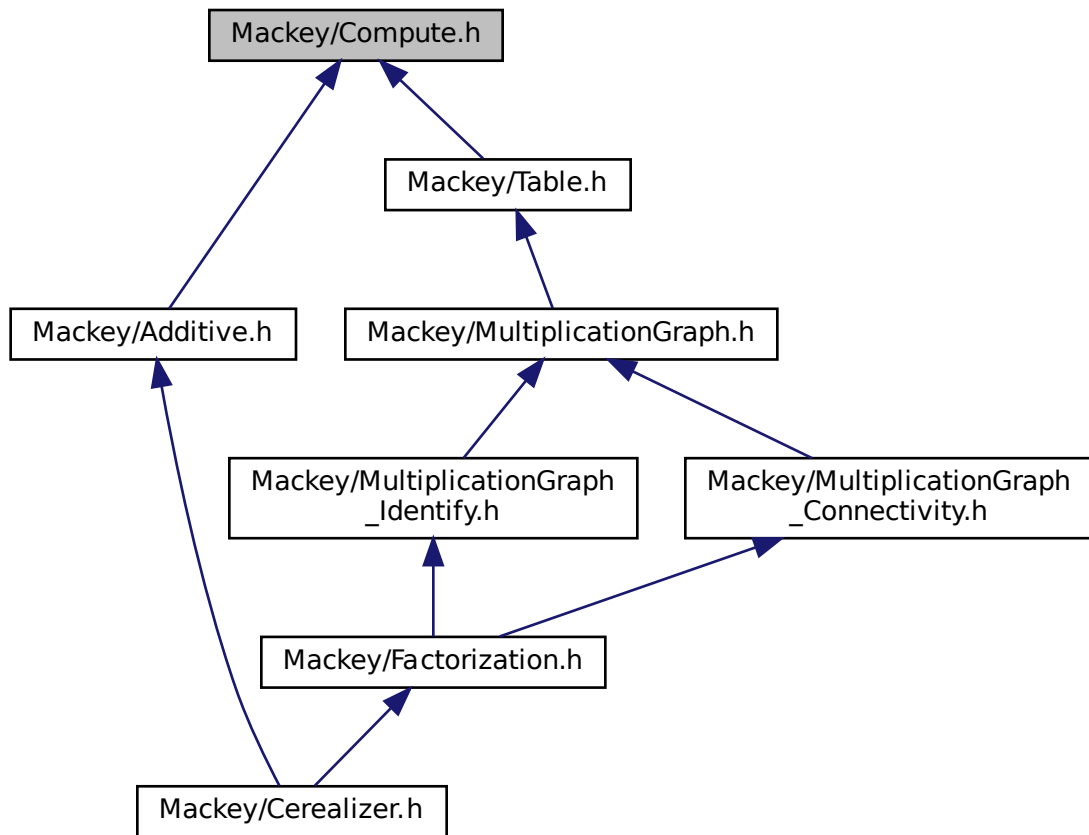 Mackey/Compute.h
Mackey/Table.h
Mackey/Additive.h
Mackey/MultiplicationGraph.h
Mackey/MultiplicationGraph
_Identify.h
Mackey/MultiplicationGraph
_Connectivity.h
Mackey/Factorization.h
Mackey/Cerealizer.h